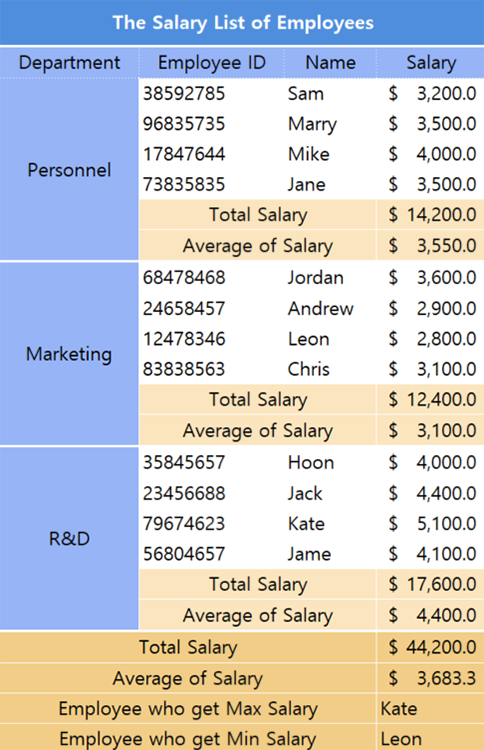 The Salary List of Employees
Department Employee ID Name Salary
38592785 Sam $ 3,200.0
96835735 Marry $ 3,500.0
17847644 Mike $ 4,000.0
Personnel
73835835 Jane $ 3,500.0
Total Salary $ 14,200.0
Average of Salary $ 3,550.0
68478468 Jordan $ 3,600.0
24658457 Andrew $ 2,900.0
12478346 Leon $ 2,800.0
Marketing
83838563 Chris $ 3,100.0
Total Salary $ 12,400.0
Average of Salary $ 3,100.0
35845657 Hoon $ 4,000.0
23456688 Jack $ 4,400.0
79674623 Kate $ 5,100.0
R&D
56804657 Jame $ 4,100.0
Total Salary $ 17,600.0
Average of Salary $ 4,400.0
Total Salary $ 44,200.0
Average of Salary $ 3,683.3
Employee who get Max Salary Kate
Employee who get Min Salary Leon